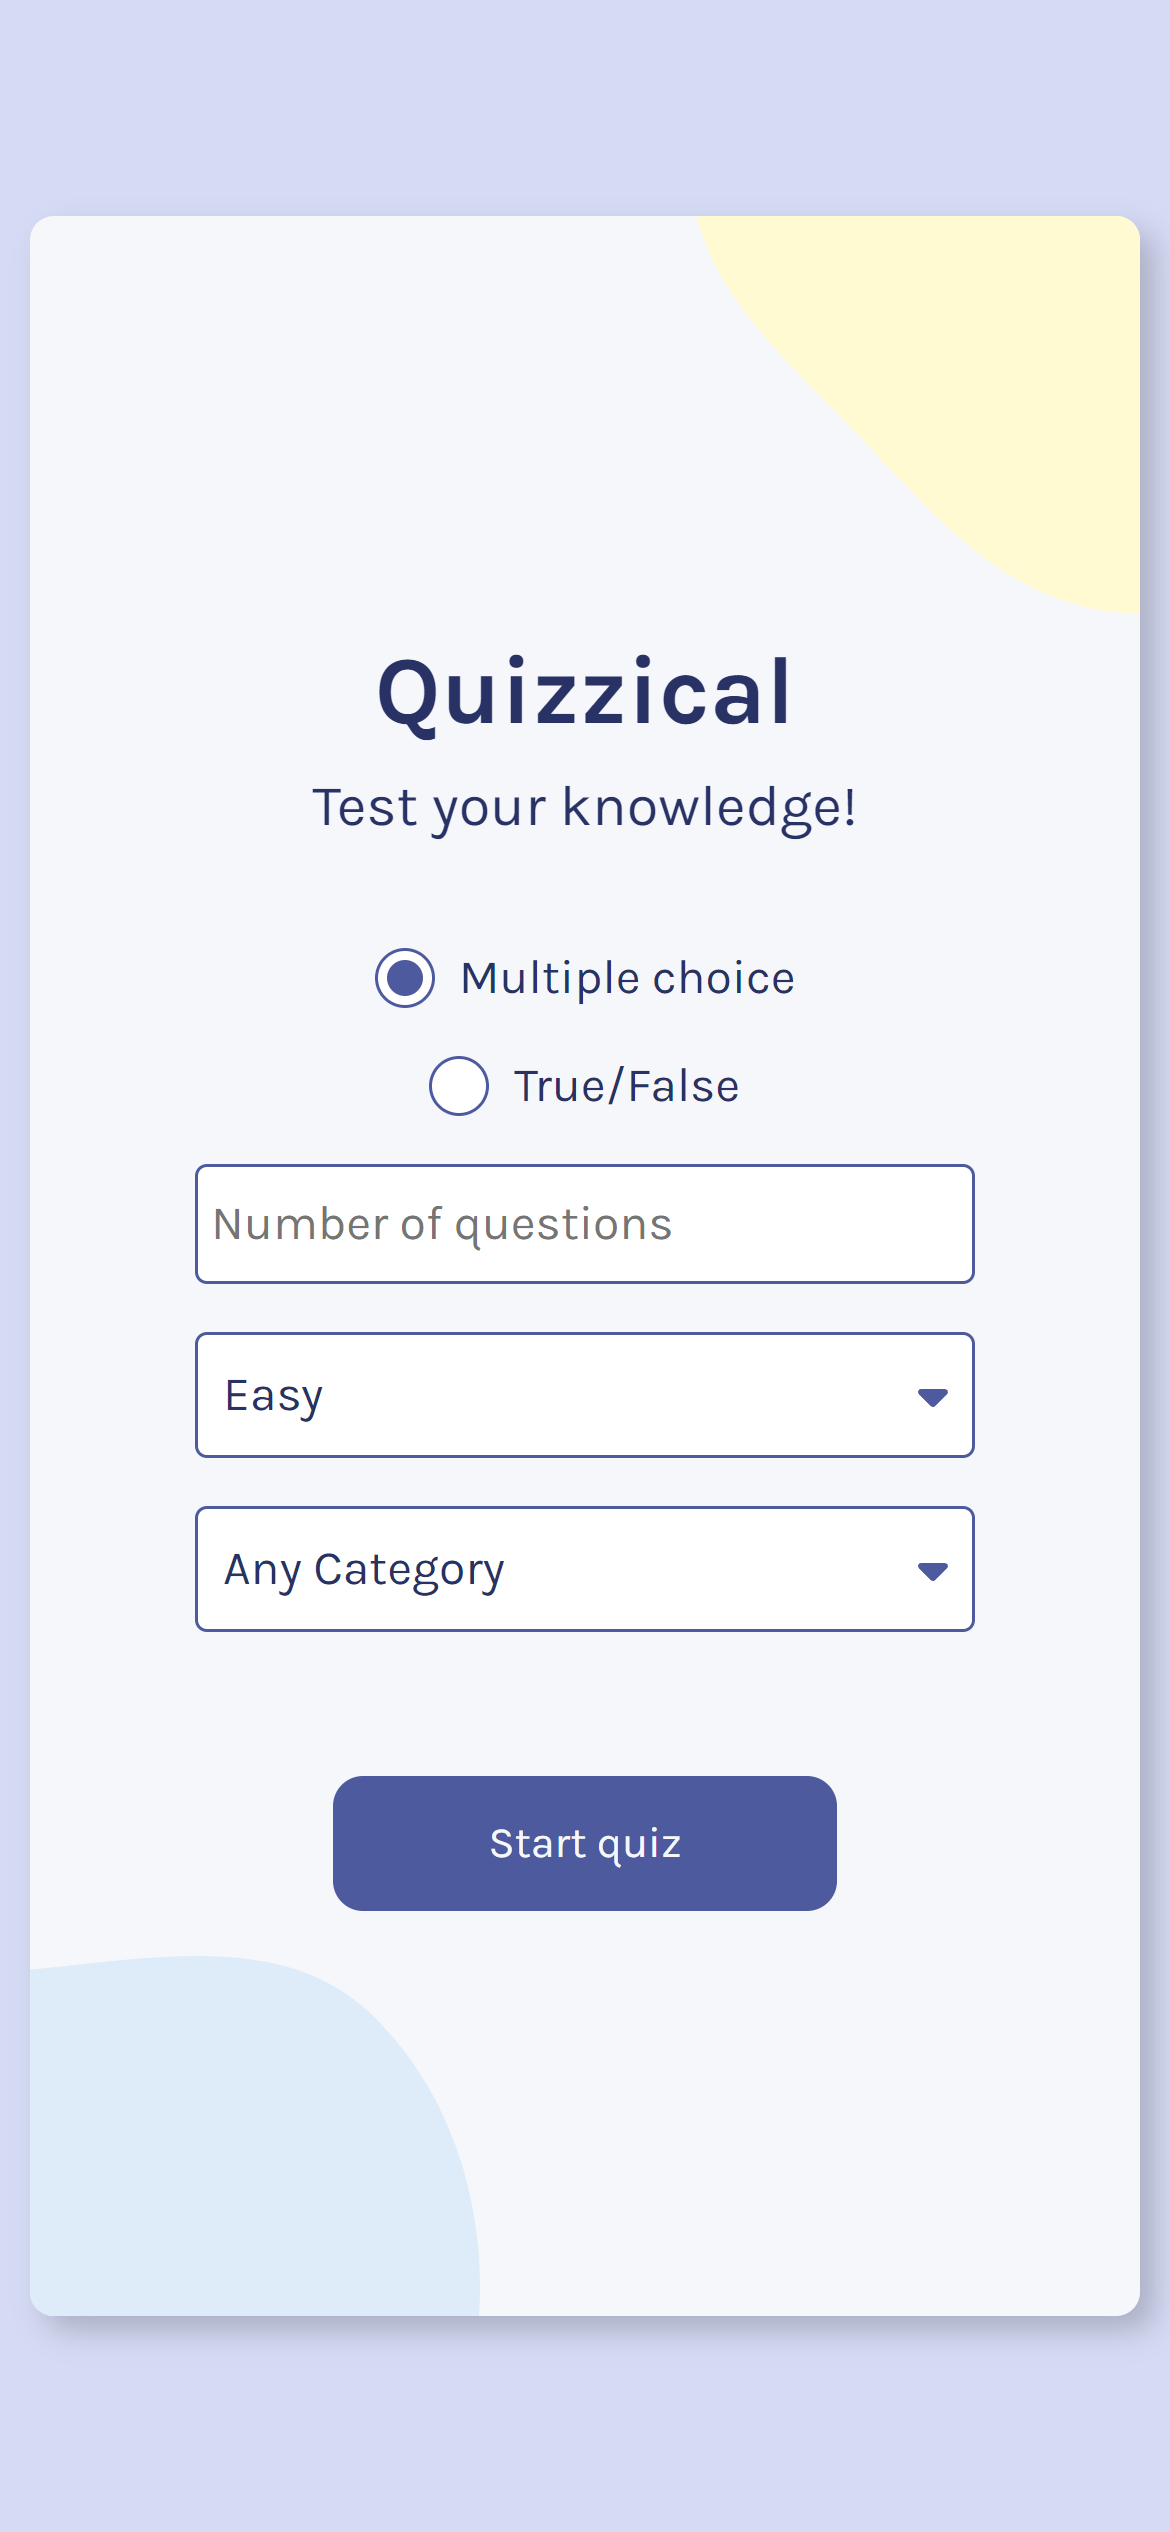 Quizzical
Test your knowledge!
Multiple choice
True/False
Number of questions
Easy
Any Category
Start quiz